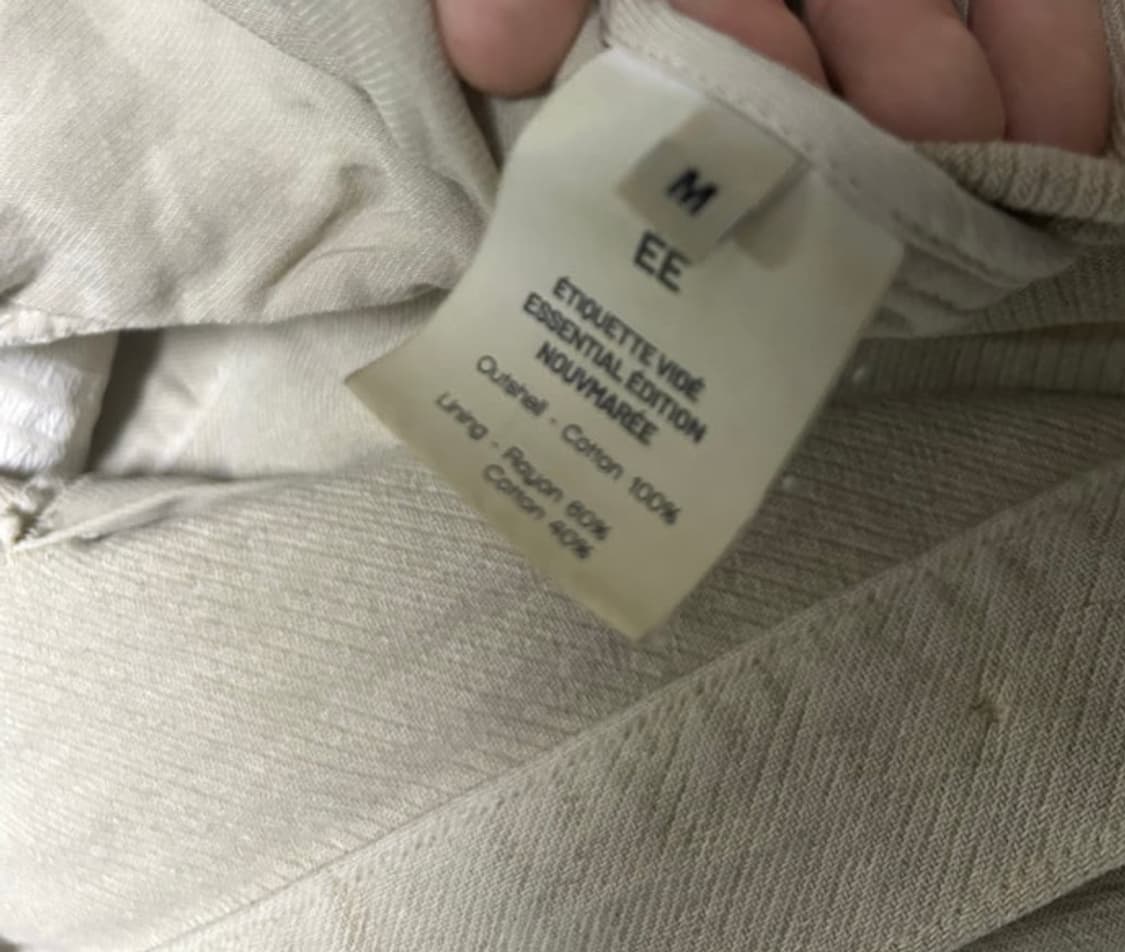 M
EE
ÉTIQUETTE VIDÉ
ESSENTIAL ÉDITION
NOUVMARÉE
Outshell - Cotton 100%
Lining - Rayon 60%
Cotton 40%